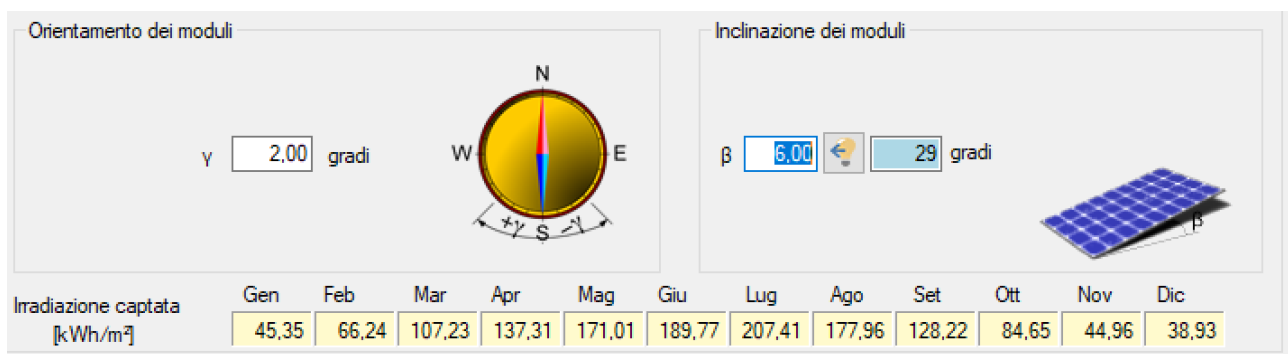 Orientamento dei moduli
Inclinazione dei moduli
N
γ 2,00 gradi
W E
+γ S -γ
β 6,00 29 gradi
β
Irradiazione captata
[kWh/m²]
Gen Feb Mar Apr Mag Giu Lug Ago Set Ott Nov Dic
45,35 66,24 107,23 137,31 171,01 189,77 207,41 177,96 128,22 84,65 44,96 38,93